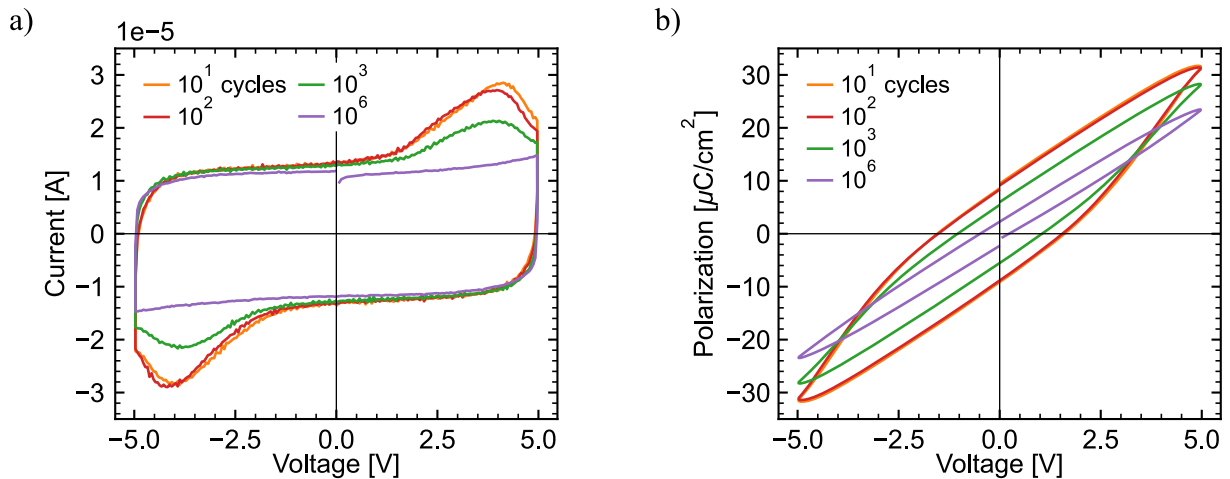 a)
1e−5
Current [A]
3
2
1
0
−1
−2
−3
10¹ cycles
10²
10³
10⁶
−5.0 −2.5 0.0 2.5 5.0
Voltage [V]
b)
Polarization [µC/cm²]
30
20
10
0
−10
−20
−30
10¹ cycles
10²
10³
10⁶
−5.0 −2.5 0.0 2.5 5.0
Voltage [V]